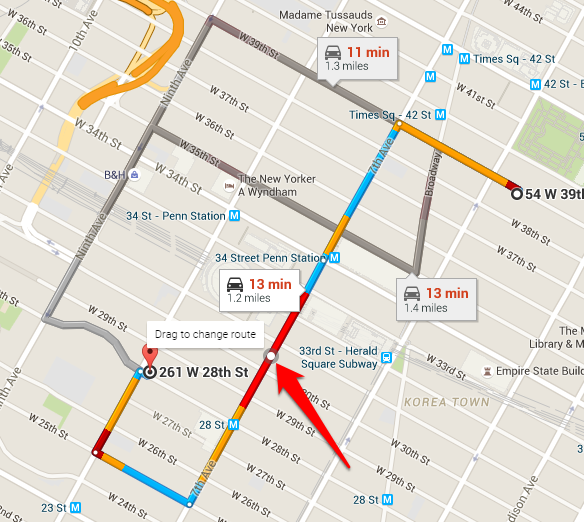 Madame Tussauds
New York
10th Ave
W 36th St
W 35th St
W 39th St
11 min
1.3 miles
Times Sq - 42 St
42 St
Ninth Ave
W 37th St
W 41st St
W 34th St
W 36th St
Times Sq - 42 St
7th Ave
W 35th St
B&H
W 34th St
The New Yorker
A Wyndham
Broadway
54 W 39th
34 St - Penn Station
W 38th St
W 37th St
Ninth Ave
34 Street Penn Station
W 36th St
W 35th St
13 min
1.2 miles
13 min
1.4 miles
W 29th St
Drag to change route
33rd St - Herald
Square Subway
The M
Library & M
261 W 28th St
Empire State Build
KOREA TOWN
W 25th St
W 27th St
28 St
W 29th St
W 26th St
W 28th St
W 30th St
7th Ave
W 27th St
W 29th St
W 24th St
W 26th St
23 St
28 St
dison Ave